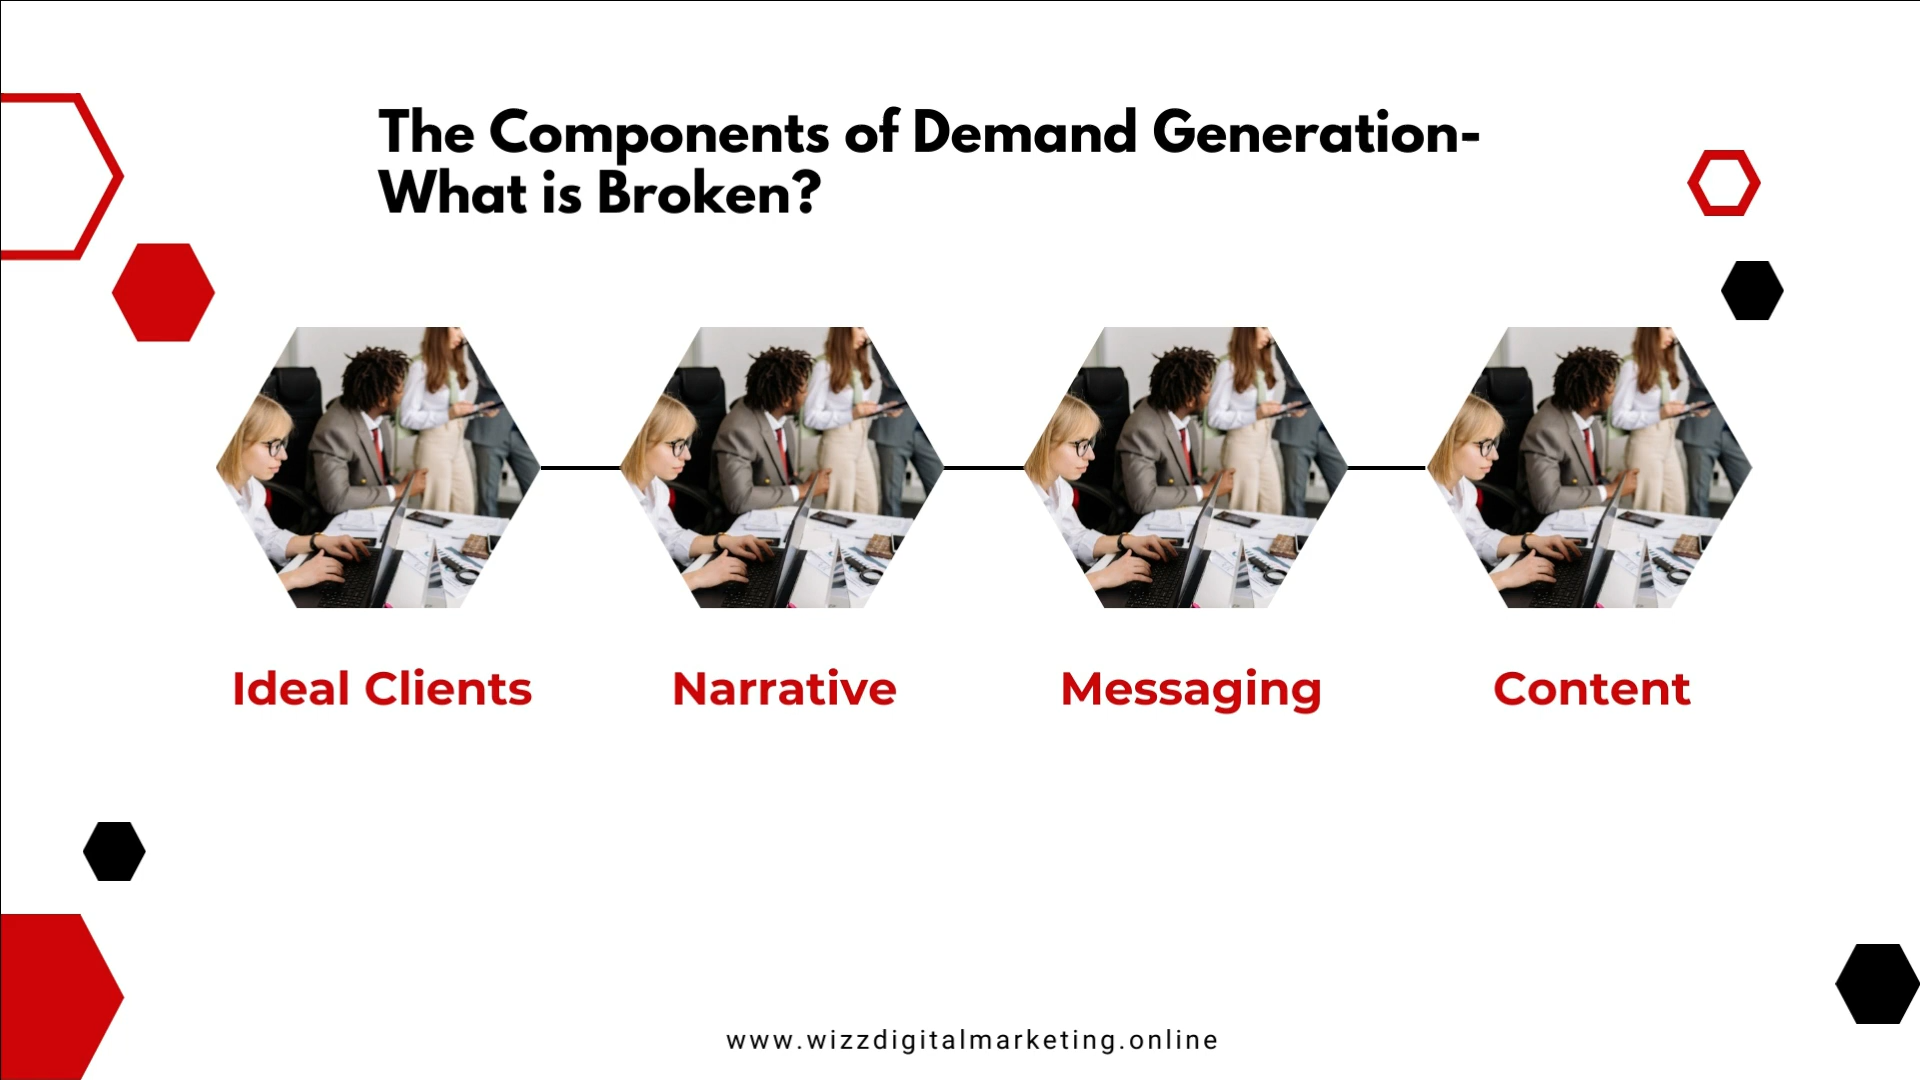 The Components of Demand Generation-
What is Broken?
Ideal Clients
Narrative
Messaging
Content
www.wizzdigitalmarketing.online